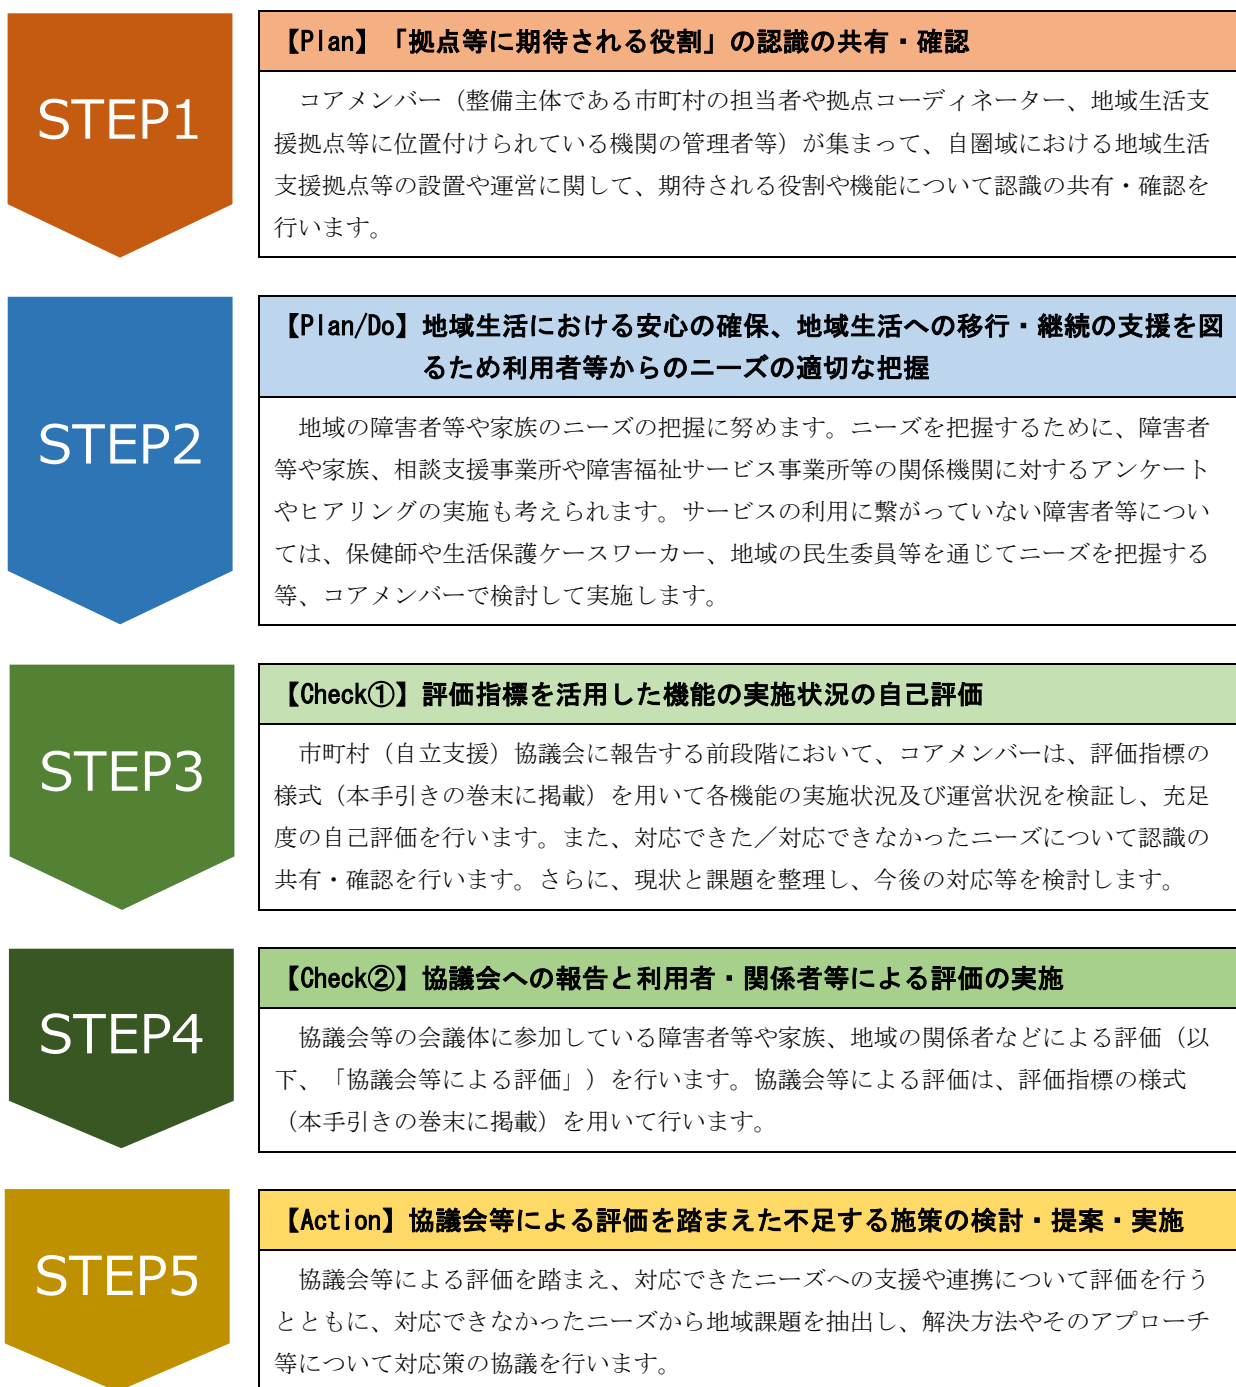 STEP1
【Plan】「拠点等に期待される役割」の認識の共有・確認
コアメンバー（整備主体である市町村の担当者や拠点コーディネーター、地域生活支
援拠点等に位置付けられている機関の管理者等）が集まって、自圏域における地域生活
支援拠点等の設置や運営に関して、期待される役割や機能について認識の共有・確認を
行います。
STEP2
【Plan/Do】地域生活における安心の確保、地域生活への移行・継続の支援を図
るため利用者等からのニーズの適切な把握
地域の障害者等や家族のニーズの把握に努めます。ニーズを把握するために、障害者
等や家族、相談支援事業所や障害福祉サービス事業所等の関係機関に対するアンケート
やヒアリングの実施も考えられます。サービスの利用に繋がっていない障害者等につい
ては、保健師や生活保護ケースワーカー、地域の民生委員等を通じてニーズを把握する
等、コアメンバーで検討して実施します。
STEP3
【Check①】評価指標を活用した機能の実施状況の自己評価
市町村（自立支援）協議会に報告する前段階において、コアメンバーは、評価指標の
様式（本手引きの巻末に掲載）を用いて各機能の実施状況及び運営状況を検証し、充足
度の自己評価を行います。また、対応できた／対応できなかったニーズについて認識の
共有・確認を行います。さらに、現状と課題を整理し、今後の対応等を検討します。
STEP4
【Check②】協議会への報告と利用者・関係者等による評価の実施
協議会等の会議体に参加している障害者等や家族、地域の関係者などによる評価（以
下、「協議会等による評価」）を行います。協議会等による評価は、評価指標の様式
（本手引きの巻末に掲載）を用いて行います。
STEP5
【Action】協議会等による評価を踏まえた不足する施策の検討・提案・実施
協議会等による評価を踏まえ、対応できたニーズへの支援や連携について評価を行う
とともに、対応できなかったニーズから地域課題を抽出し、解決方法やそのアプローチ
等について対応策の協議を行います。